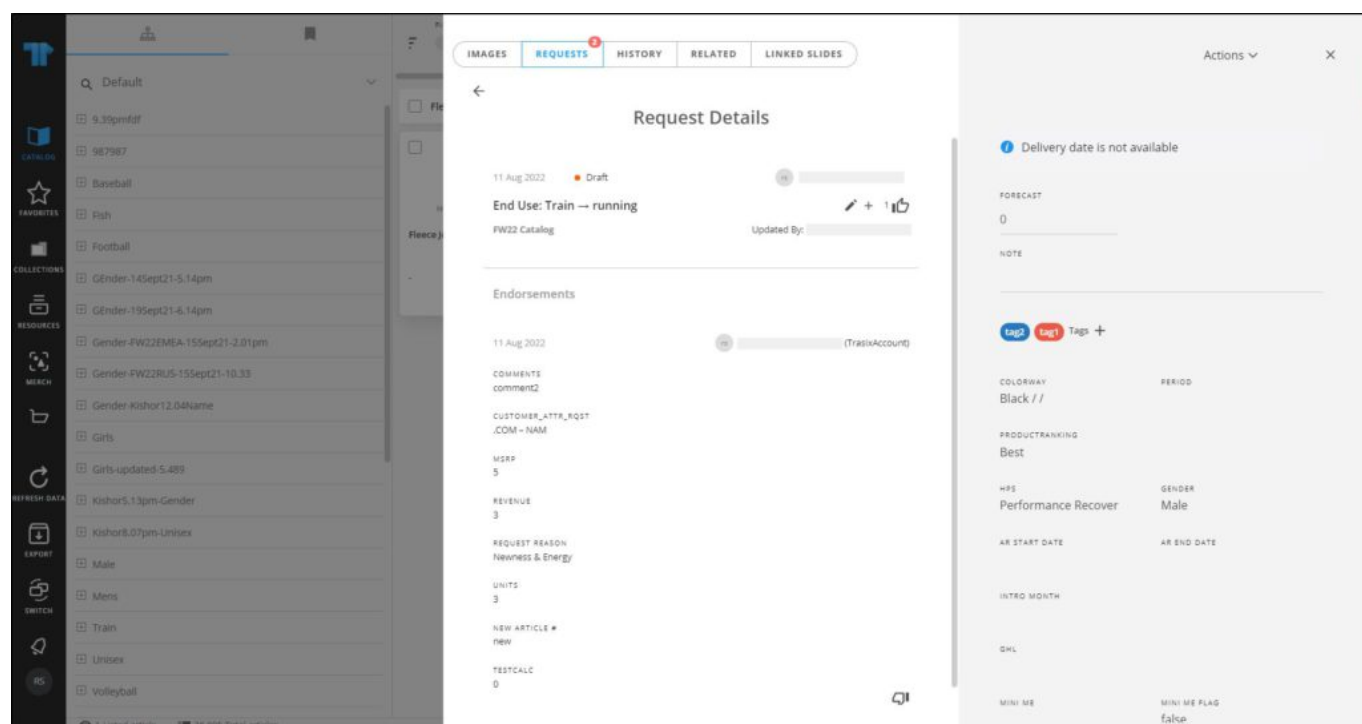 IMAGES
REQUESTS
2
HISTORY
RELATED
LINKED SLIDES
Actions
Default
CATALOG
FAVORITES
COLLECTIONS
RESOURCES
MERCH
REFRESH DATA
EXPORT
SWITCH
RS
9.39pmfdf
987987
Baseball
Fish
Football
GEnder-14Sept21-5.14pm
GEnder-19Sept21-6.14pm
Gender-FW22EMEA-15Sept21-2.01pm
Gender-FW22RUS-15Sept21-10.33
Gender-Kishor12.04Name
Girls
Girls-updated-5.489
Kishor5.13pm-Gender
Kishor8.07pm-Unisex
Male
Mens
Train
Unisex
Volleyball
Fle
Fleece J
-
Request Details
11 Aug 2022 Draft
End Use: Train → running
1
FW22 Catalog Updated By:
Endorsements
11 Aug 2022 (TrasixAccount)
COMMENTS
comment2
CUSTOMER_ATTR_RQST
.COM – NAM
MSRP
5
REVENUE
3
REQUEST REASON
Newness & Energy
UNITS
3
NEW ARTICLE #
new
TESTCALC
0
Delivery date is not available
FORECAST
0
NOTE
tag2 tag1 Tags +
COLORWAY PERIOD
Black / /
PRODUCTRANKING
Best
HPS GENDER
Performance Recover Male
AR START DATE AR END DATE
INTRO MONTH
GHL
MINI ME MINI ME FLAG
false